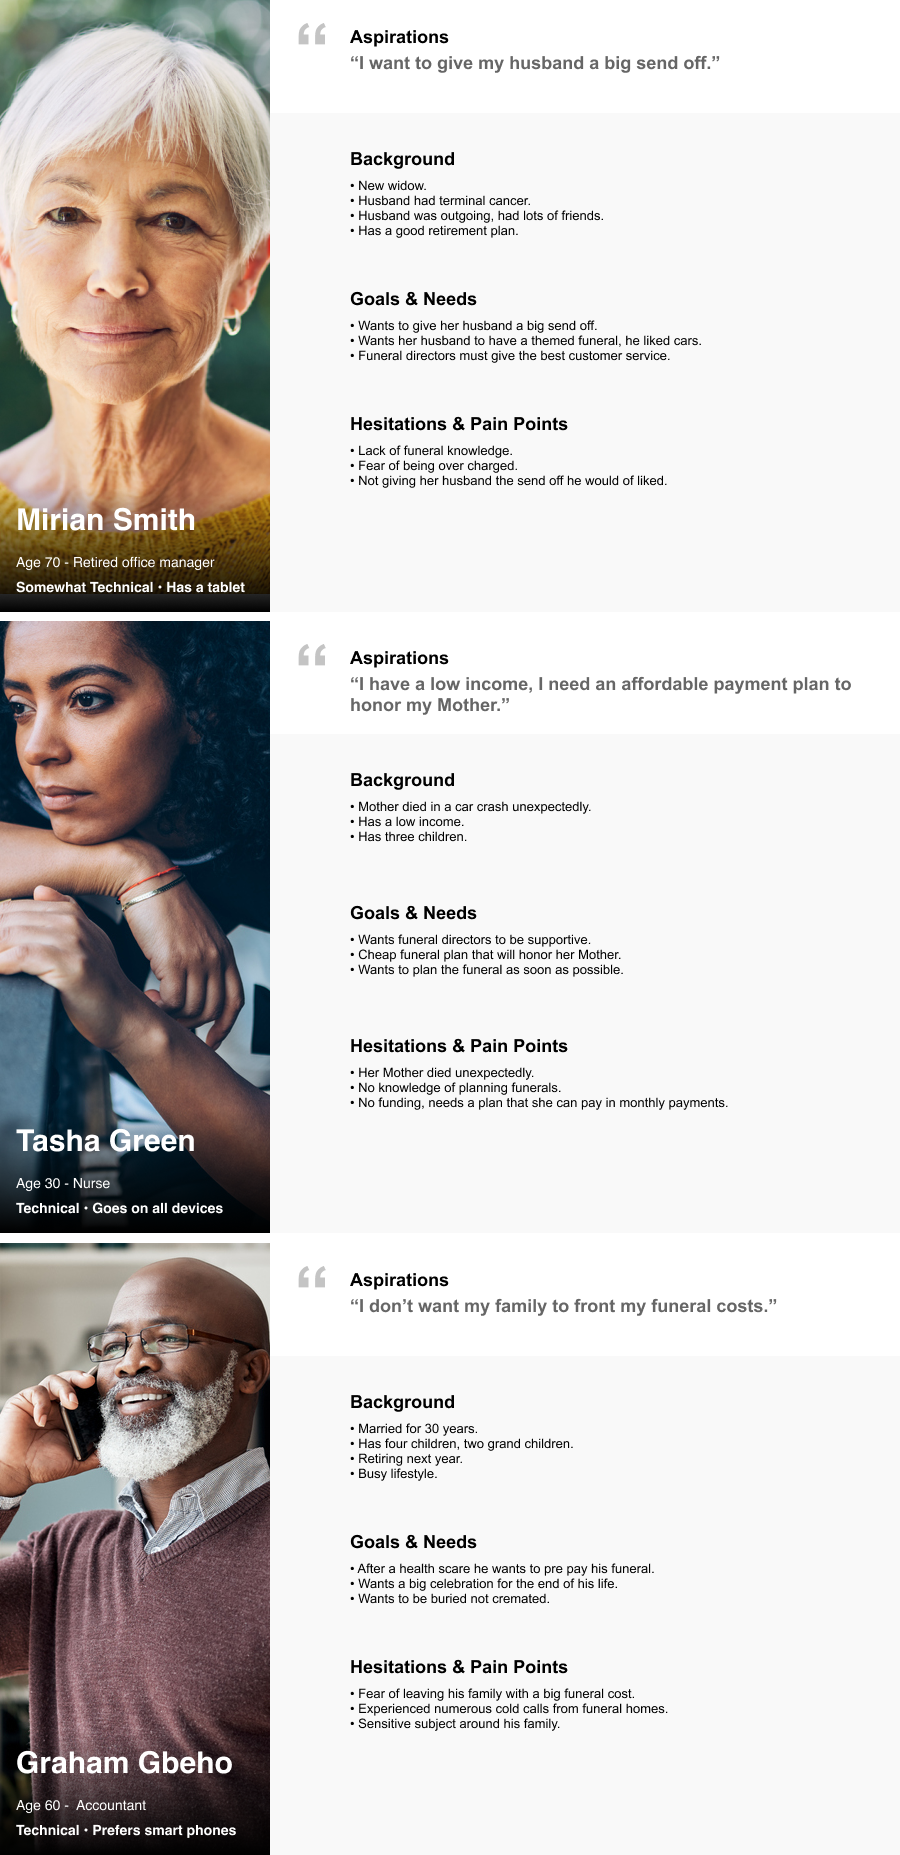 “
Aspirations
“I want to give my husband a big send off.”
Background
• New widow.
• Husband had terminal cancer.
• Husband was outgoing, had lots of friends.
• Has a good retirement plan.
Goals & Needs
• Wants to give her husband a big send off.
• Wants her husband to have a themed funeral, he liked cars.
• Funeral directors must give the best customer service.
Hesitations & Pain Points
• Lack of funeral knowledge.
• Fear of being over charged.
• Not giving her husband the send off he would of liked.
Mirian Smith
Age 70 - Retired office manager
Somewhat Technical • Has a tablet
“
Aspirations
“I have a low income, I need an affordable payment plan to
honor my Mother.”
Background
• Mother died in a car crash unexpectedly.
• Has a low income.
• Has three children.
Goals & Needs
• Wants funeral directors to be supportive.
• Cheap funeral plan that will honor her Mother.
• Wants to plan the funeral as soon as possible.
Hesitations & Pain Points
• Her Mother died unexpectedly.
• No knowledge of planning funerals.
• No funding, needs a plan that she can pay in monthly payments.
Tasha Green
Age 30 - Nurse
Technical • Goes on all devices
“
Aspirations
“I don’t want my family to front my funeral costs.”
Background
• Married for 30 years.
• Has four children, two grand children.
• Retiring next year.
• Busy lifestyle.
Goals & Needs
• After a health scare he wants to pre pay his funeral.
• Wants a big celebration for the end of his life.
• Wants to be buried not cremated.
Hesitations & Pain Points
• Fear of leaving his family with a big funeral cost.
• Experienced numerous cold calls from funeral homes.
• Sensitive subject around his family.
Graham Gbeho
Age 60 - Accountant
Technical • Prefers smart phones